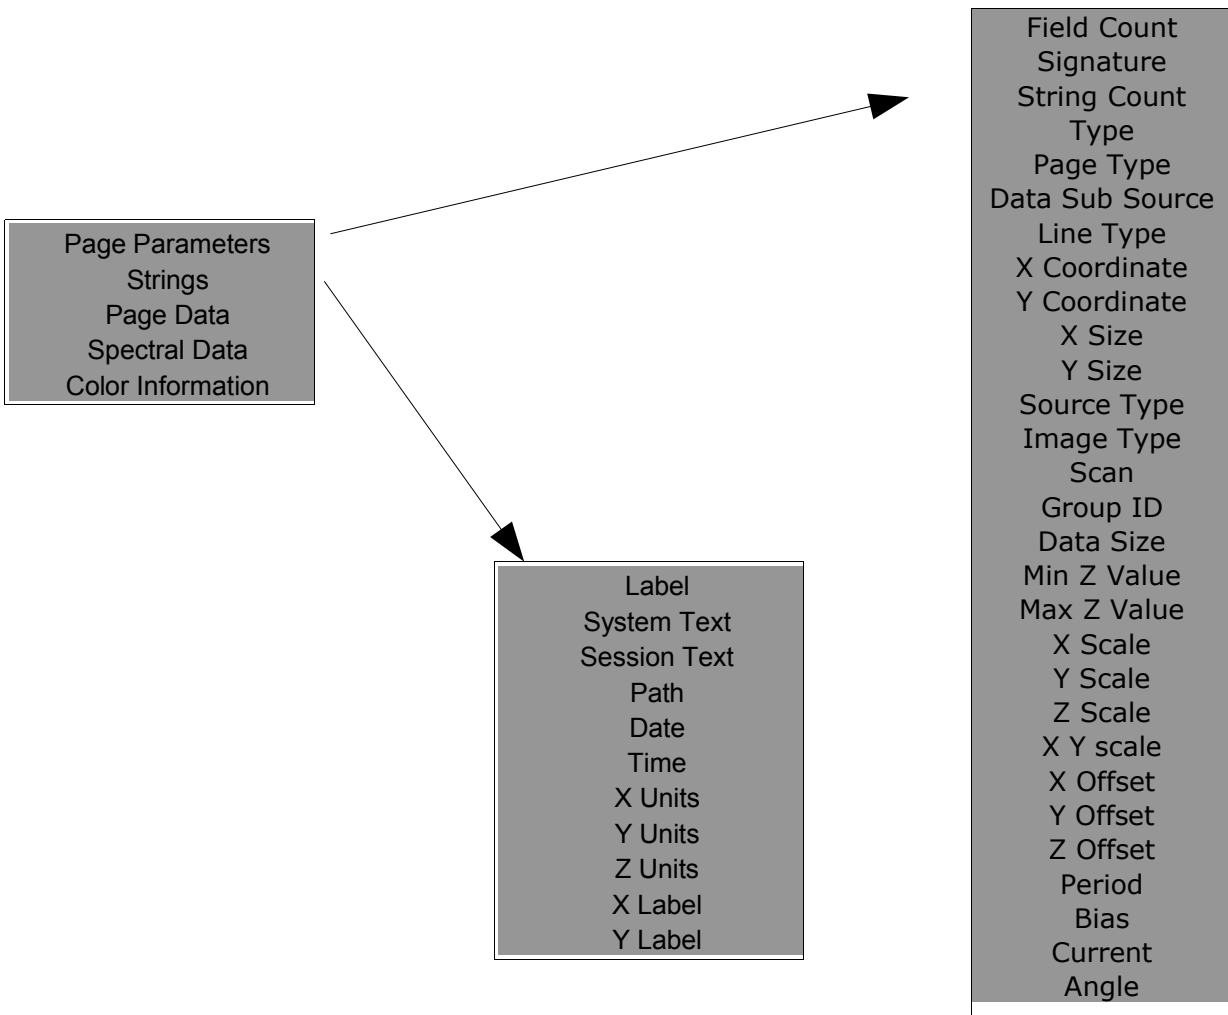 Page Parameters
Strings
Page Data
Spectral Data
Color Information
Label
System Text
Session Text
Path
Date
Time
X Units
Y Units
Z Units
X Label
Y Label
Field Count
Signature
String Count
Type
Page Type
Data Sub Source
Line Type
X Coordinate
Y Coordinate
X Size
Y Size
Source Type
Image Type
Scan
Group ID
Data Size
Min Z Value
Max Z Value
X Scale
Y Scale
Z Scale
X Y scale
X Offset
Y Offset
Z Offset
Period
Bias
Current
Angle